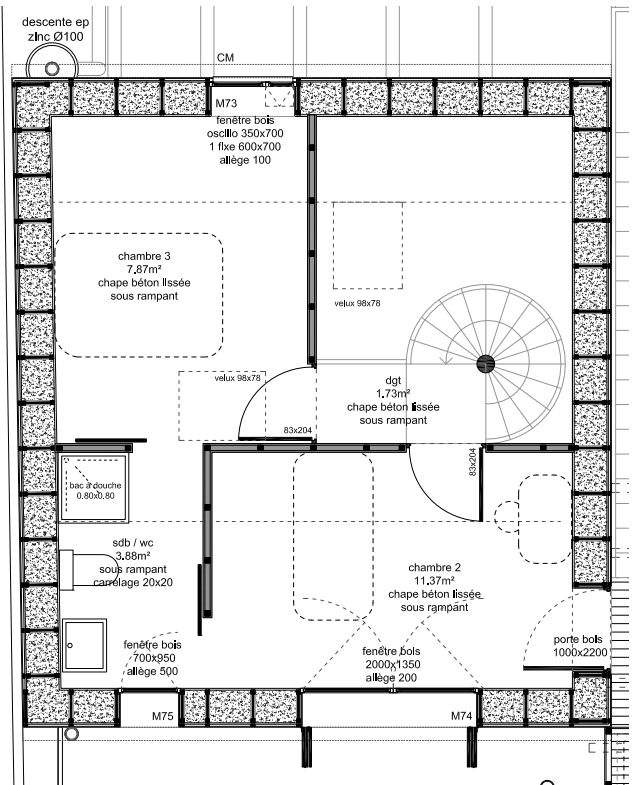 descente ep
zinc Ø100
CM
M73
fenêtre bois
oscillo 350x700
1 fixe 600x700
allège 100
chambre 3
7,87m²
chape béton lissée
sous rampant
velux 98x78
velux 98x78
dgt
1.73m²
chape béton lissée
sous rampant
83x204
83x204
bac a douche
0.80x0.80
sdb / wc
3.88m²
sous rampant
carrelage 20x20
chambre 2
11.37m²
chape béton lissée
sous rampant
fenêtre bois
700x950
allège 500
fenêtre bois
2000x1350
allège 200
porte bois
1000x2200
M75
M74